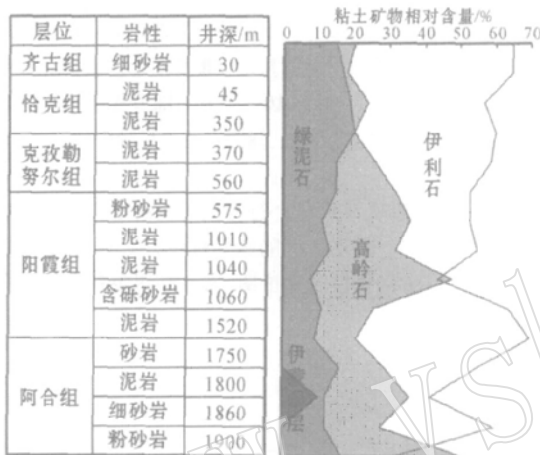 层位 岩性 井深/m
齐古组 细砂岩 30
恰克组 泥岩 45
泥岩 350
克孜勒努尔组 泥岩 370
泥岩 560
阳霞组 粉砂岩 575
泥岩 1010
泥岩 1040
含砾砂岩 1060
泥岩 1520
阿合组 砂岩 1750
泥岩 1800
细砂岩 1860
粉砂岩 1900
粘土矿物相对含量/%
0 10 20 30 40 50 60 70
绿泥石
高岭石
伊利石